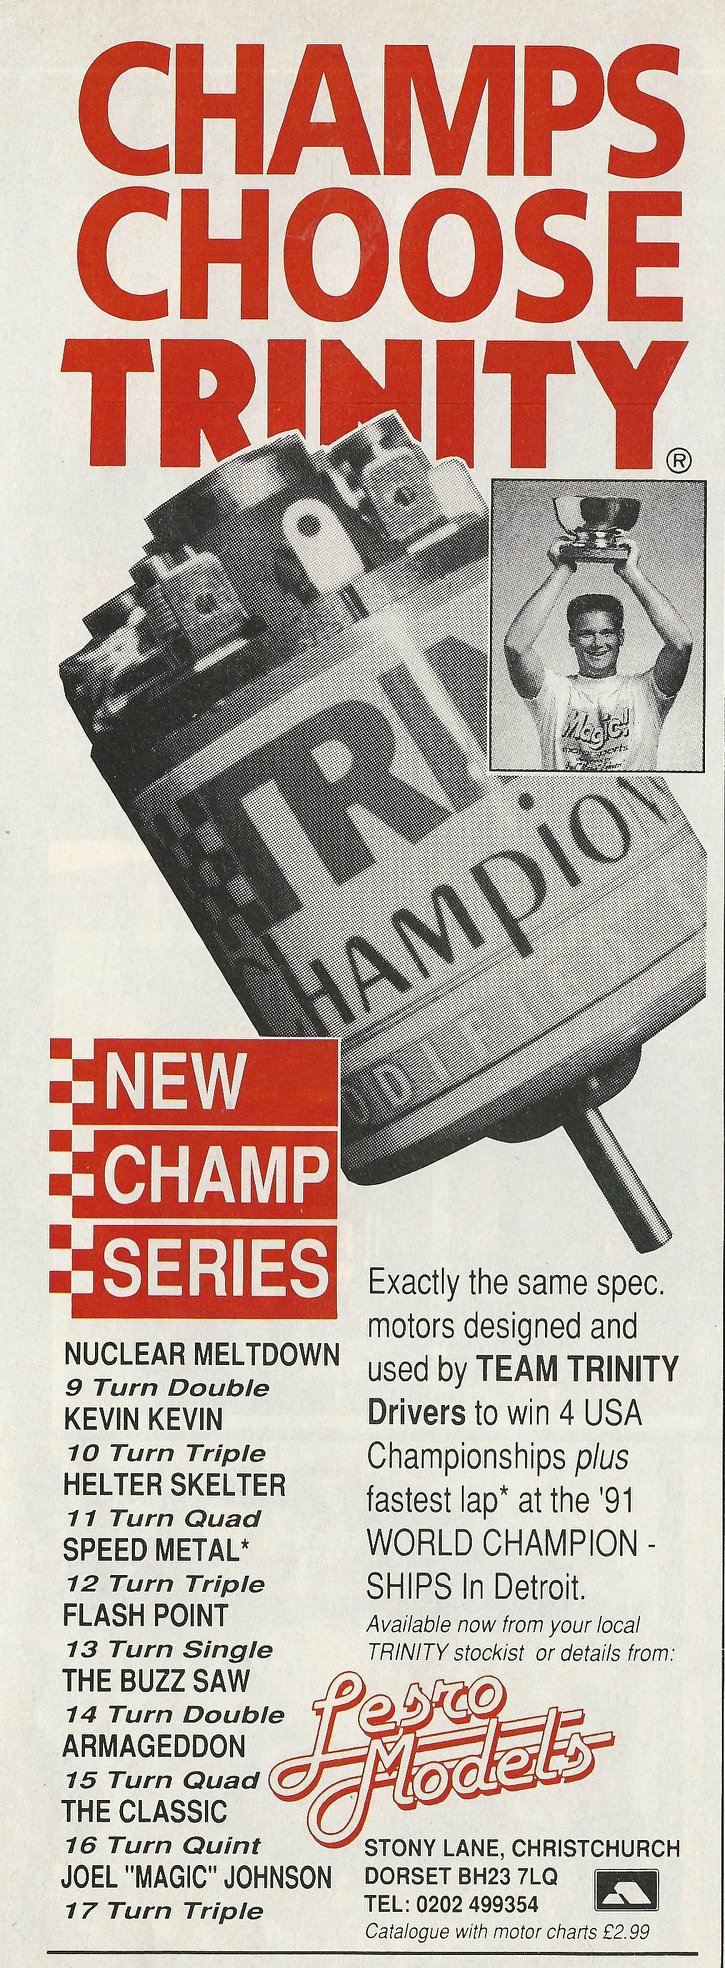 CHAMPS
CHOOSE
TRINITY®
Magic!
TRI
CHAMPION
NEW
CHAMP
SERIES
NUCLEAR MELTDOWN
9 Turn Double
KEVIN KEVIN
10 Turn Triple
HELTER SKELTER
11 Turn Quad
SPEED METAL*
12 Turn Triple
FLASH POINT
13 Turn Single
THE BUZZ SAW
14 Turn Double
ARMAGEDDON
15 Turn Quad
THE CLASSIC
16 Turn Quint
JOEL "MAGIC" JOHNSON
17 Turn Triple
Exactly the same spec.
motors designed and
used by TEAM TRINITY
Drivers to win 4 USA
Championships plus
fastest lap* at the '91
WORLD CHAMPION -
SHIPS In Detroit.
Available now from your local
TRINITY stockist or details from:
Lesro
Models
STONY LANE, CHRISTCHURCH
DORSET BH23 7LQ
TEL: 0202 499354
Catalogue with motor charts £2.99